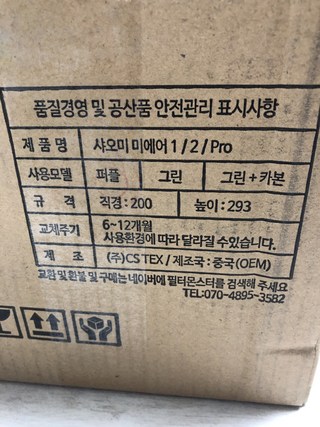 품질경영 및 공산품 안전관리 표시사항
제 품 명 샤오미 미에어 1 / 2 / Pro
사용모델 퍼플 그린 그린 + 카본
규 격 직경 : 200 높이 : 293
교체주기 6~12개월
사용환경에 따라 달라질 수 있습니다.
제 조 (주)CS TEX / 제조국 : 중국(OEM)
교환 및 환불 및 구매는 네이버에 필터몬스터를 검색해 주세요
TEL:070-4895-3582